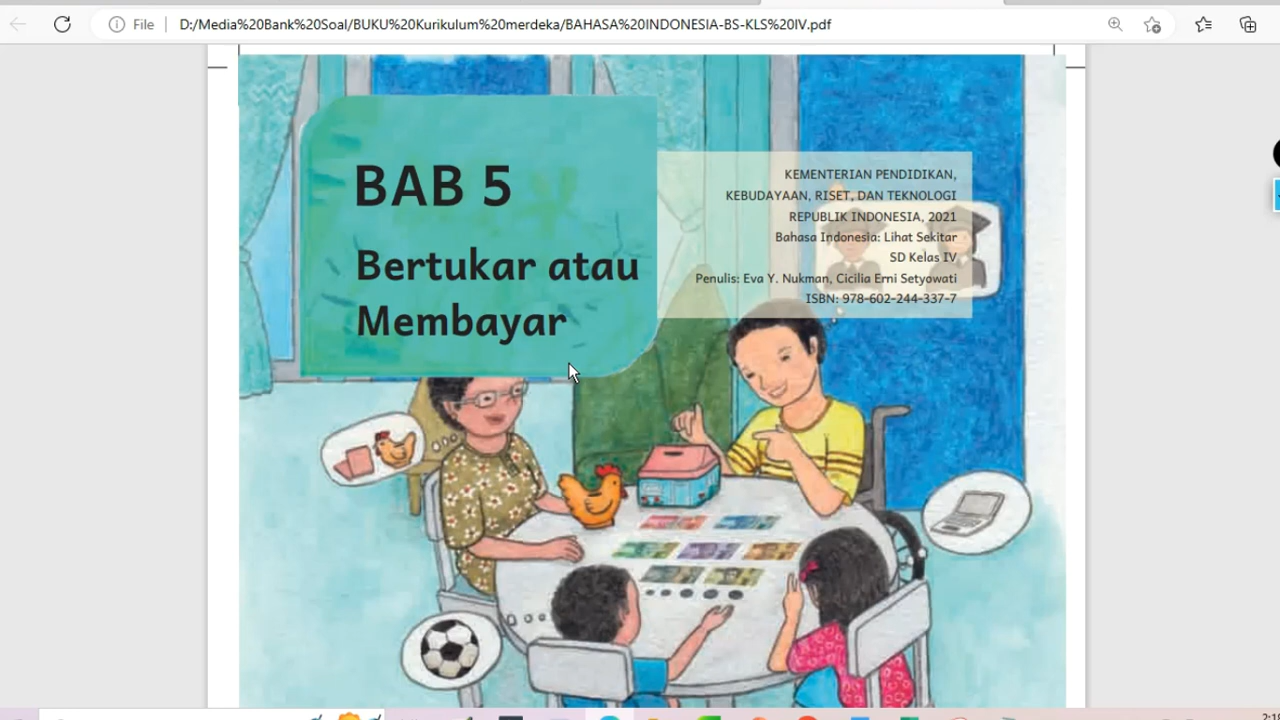 File
D:/Media%20Bank%20Soal/BUKU%20Kurikulum%20merdeka/BAHASA%20INDONESIA-BS-KLS%20IV.pdf
BAB 5
Bertukar atau
Membayar
KEMENTERIAN PENDIDIKAN,
KEBUDAYAAN, RISET, DAN TEKNOLOGI
REPUBLIK INDONESIA, 2021
Bahasa Indonesia: Lihat Sekitar
SD Kelas IV
Penulis: Eva Y. Nukman, Cicilia Erni Setyowati
ISBN: 978-602-244-337-7